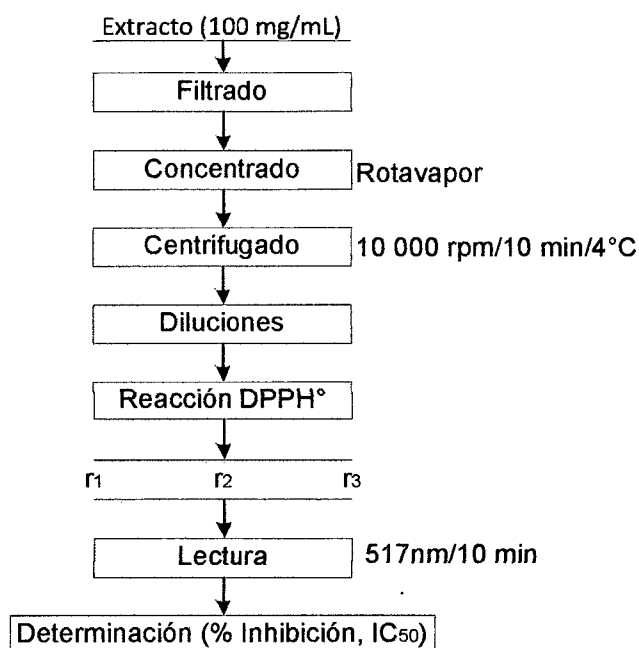 Extracto (100 mg/mL)
Filtrado
Concentrado Rotavapor
Centrifugado 10 000 rpm/10 min/4°C
Diluciones
Reacción DPPH°
r1 r2 r3
Lectura 517nm/10 min
Determinación (% Inhibición, IC50)